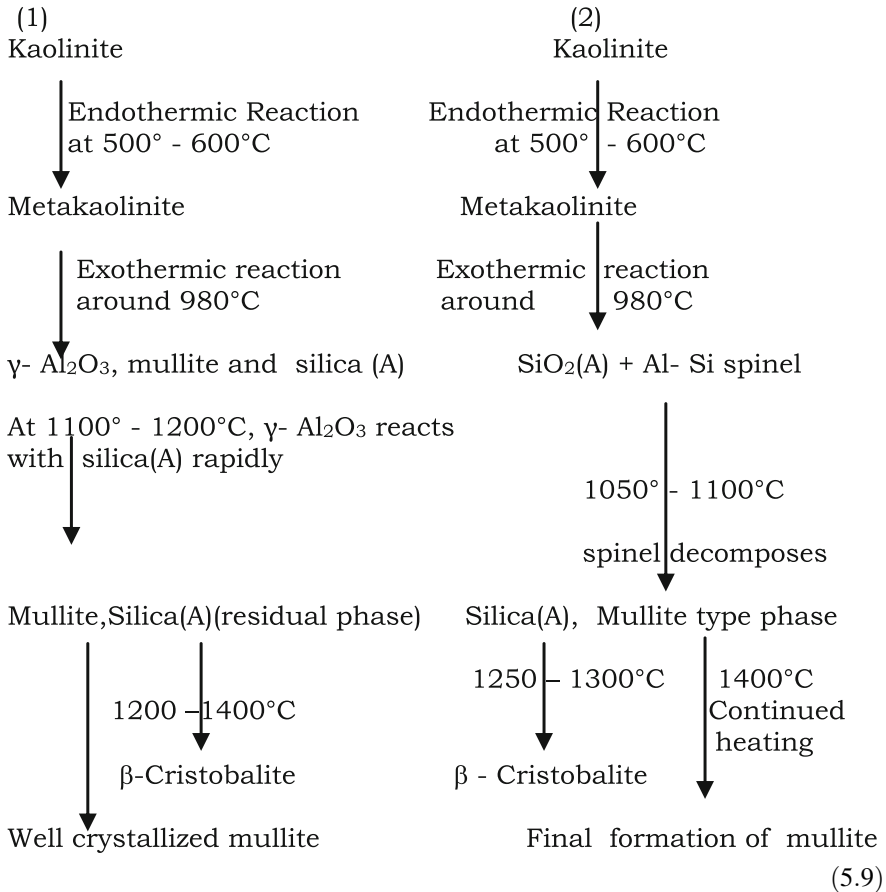 (1)
Kaolinite
Endothermic Reaction
at 500° - 600°C
Metakaolinite
Exothermic reaction
around 980°C
γ- Al₂O₃, mullite and silica (A)
At 1100° - 1200°C, γ- Al₂O₃ reacts
with silica(A) rapidly
Mullite,Silica(A)(residual phase)
1200 –1400°C
β-Cristobalite
Well crystallized mullite
(2)
Kaolinite
Endothermic Reaction
at 500° - 600°C
Metakaolinite
Exothermic reaction
around 980°C
SiO₂(A) + Al- Si spinel
1050° - 1100°C
spinel decomposes
Silica(A), Mullite type phase
1250 – 1300°C
β - Cristobalite
1400°C
Continued
heating
Final formation of mullite
(5.9)